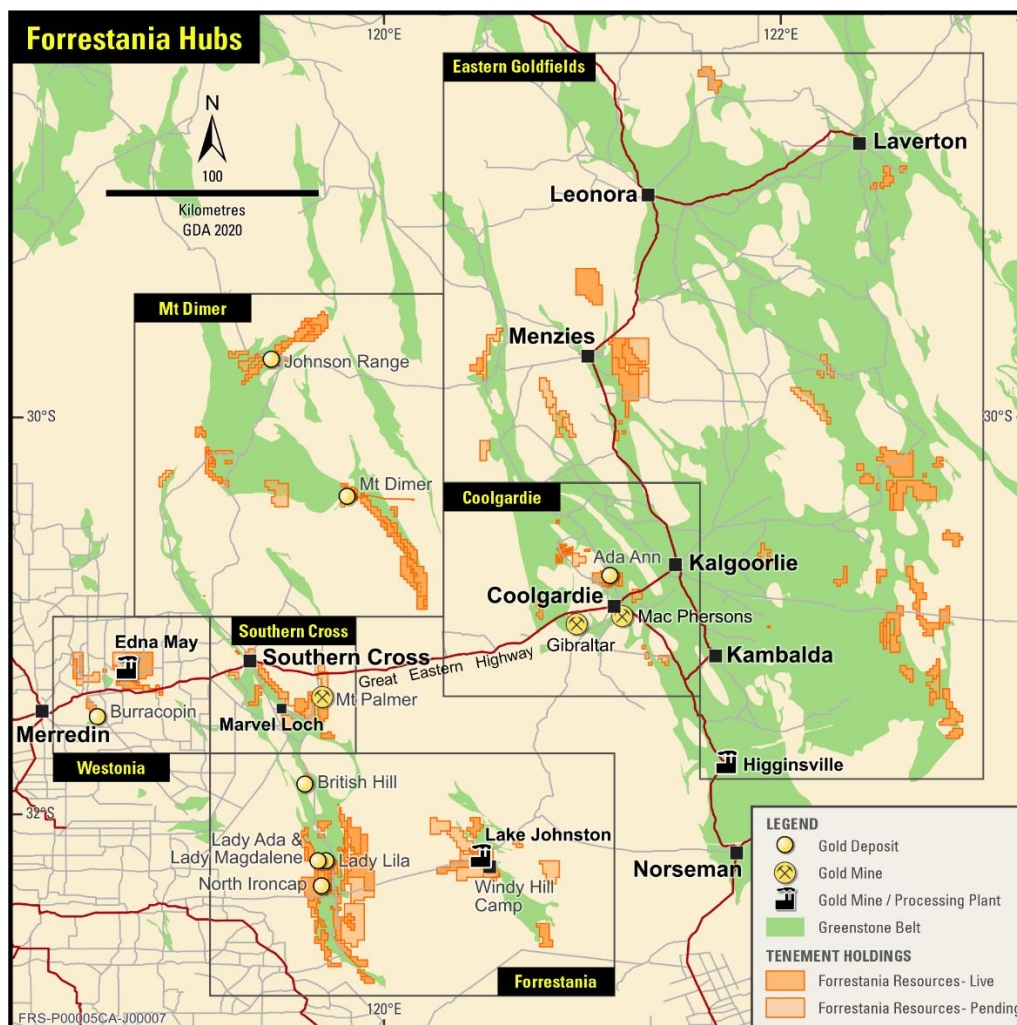 Forrestania Hubs
120°E
122°E
Eastern Goldfields
N
100
Kilometres
GDA 2020
Laverton
Leonora
Mt Dimer
Johnson Range
Menzies
30°S
30°S
Mt Dimer
Coolgardie
Ada Ann
Kalgoorlie
Coolgardie
Mac Phersons
Gibraltar
Southern Cross
Edna May
Southern Cross
Great Eastern Highway
Kambalda
Mt Palmer
Burracopin
Marvel Loch
Merredin
Westonia
Higginsville
British Hill
32°S
Lady Ada &
Lady Magdalene
Lady Lila
North Ironcap
Lake Johnston
Windy Hill
Camp
Norseman
Forrestania
120°E
FRS-P00005CA-J00007
LEGEND
Gold Deposit
Gold Mine
Gold Mine / Processing Plant
Greenstone Belt
TENEMENT HOLDINGS
Forrestania Resources- Live
Forrestania Resources- Pending